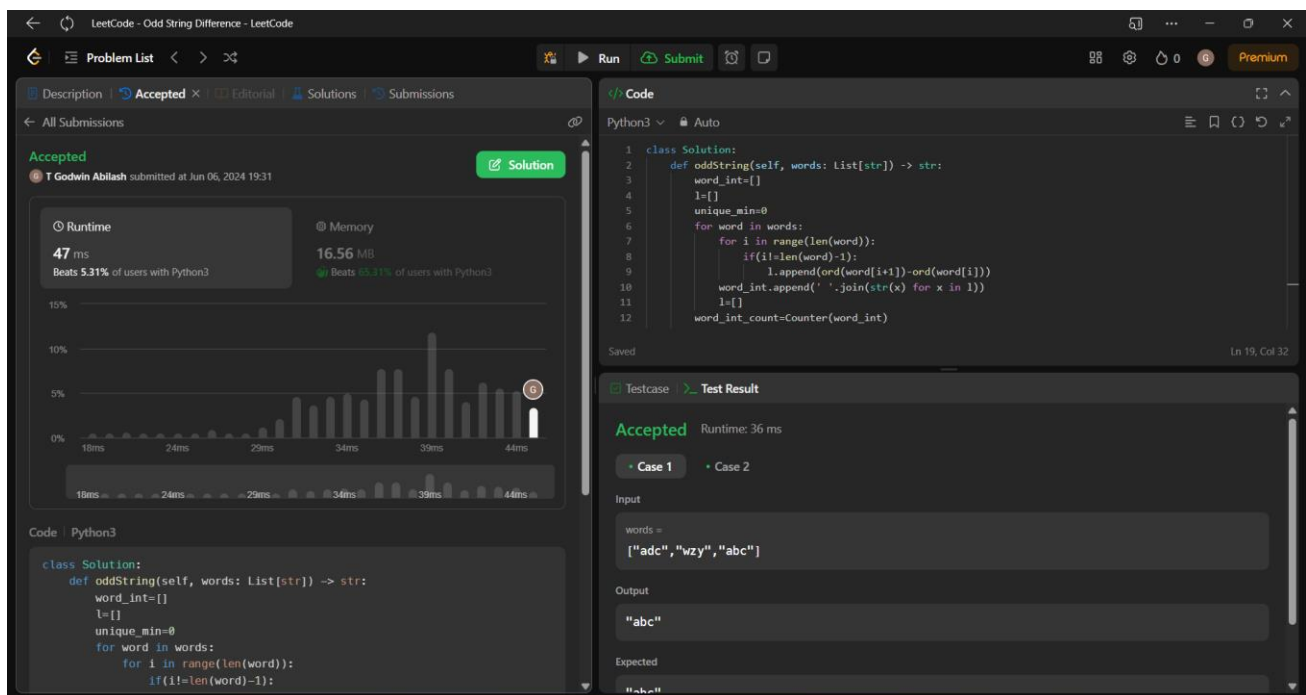 LeetCode - Odd String Difference - LeetCode
Problem List
Run
Submit
0
G
Premium
Description
Accepted
Editorial
Solutions
Submissions
All Submissions
Accepted
G T Godwin Abilash submitted at Jun 06, 2024 19:31
Solution
Runtime
47 ms
Beats 5.31% of users with Python3
Memory
16.56 MB
Beats 65.31% of users with Python3
15%
10%
5%
0%
G
18ms 24ms 29ms 34ms 39ms 44ms
18ms 24ms 29ms 34ms 39ms 44ms
Code Python3
class Solution:
def oddString(self, words: List[str]) -> str:
word_int=[]
l=[]
unique_min=0
for word in words:
for i in range(len(word)):
if(i!=len(word)-1):
</> Code
Python3 Auto
1 class Solution:
2 def oddString(self, words: List[str]) -> str:
3 word_int=[]
4 l=[]
5 unique_min=0
6 for word in words:
7 for i in range(len(word)):
8 if(i!=len(word)-1):
9 l.append(ord(word[i+1])-ord(word[i]))
10 word_int.append(' '.join(str(x) for x in l))
11 l=[]
12 word_int_count=Counter(word_int)
Saved
Ln 19, Col 32
Testcase
>_ Test Result
Accepted Runtime: 36 ms
• Case 1 • Case 2
Input
words =
["adc","wzy","abc"]
Output
"abc"
Expected
"abc"